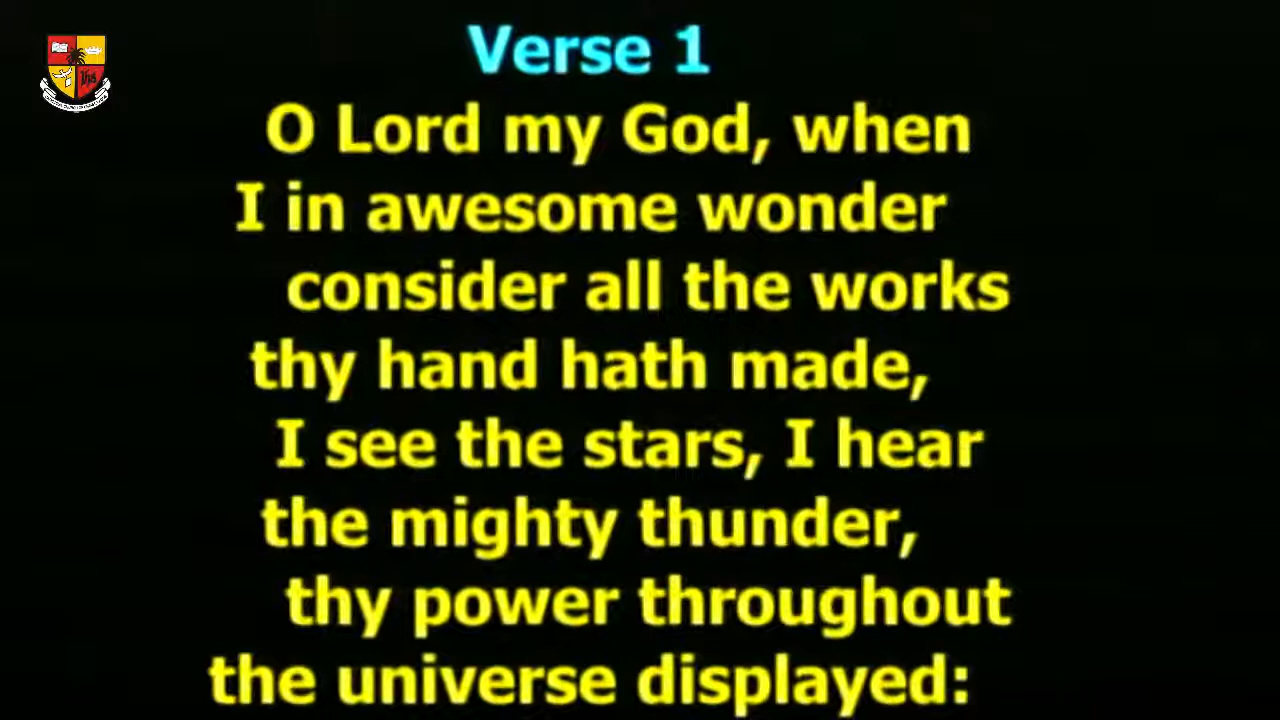 Verse 1
O Lord my God, when
I in awesome wonder
consider all the works
thy hand hath made,
I see the stars, I hear
the mighty thunder,
thy power throughout
the universe displayed: